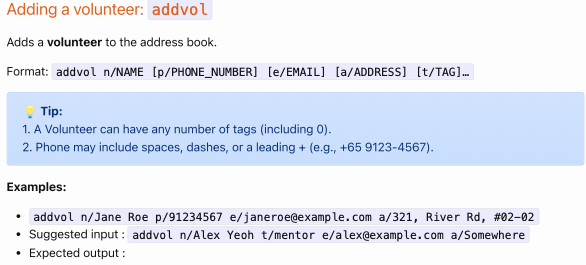 Adding a volunteer: addvol
Adds a volunteer to the address book.
Format: addvol n/NAME [p/PHONE_NUMBER] [e/EMAIL] [a/ADDRESS] [t/TAG]…
💡 Tip:
1. A Volunteer can have any number of tags (including 0).
2. Phone may include spaces, dashes, or a leading + (e.g., +65 9123-4567).
Examples:
• addvol n/Jane Roe p/91234567 e/janeroe@example.com a/321, River Rd, #02-02
• Suggested input : addvol n/Alex Yeoh t/mentor e/alex@example.com a/Somewhere
• Expected output :